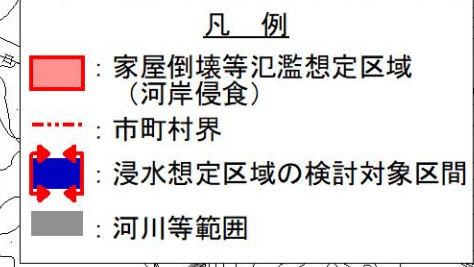 凡 例
：家屋倒壊等氾濫想定区域
（河岸侵食）
：市町村界
：浸水想定区域の検討対象区間
：河川等範囲